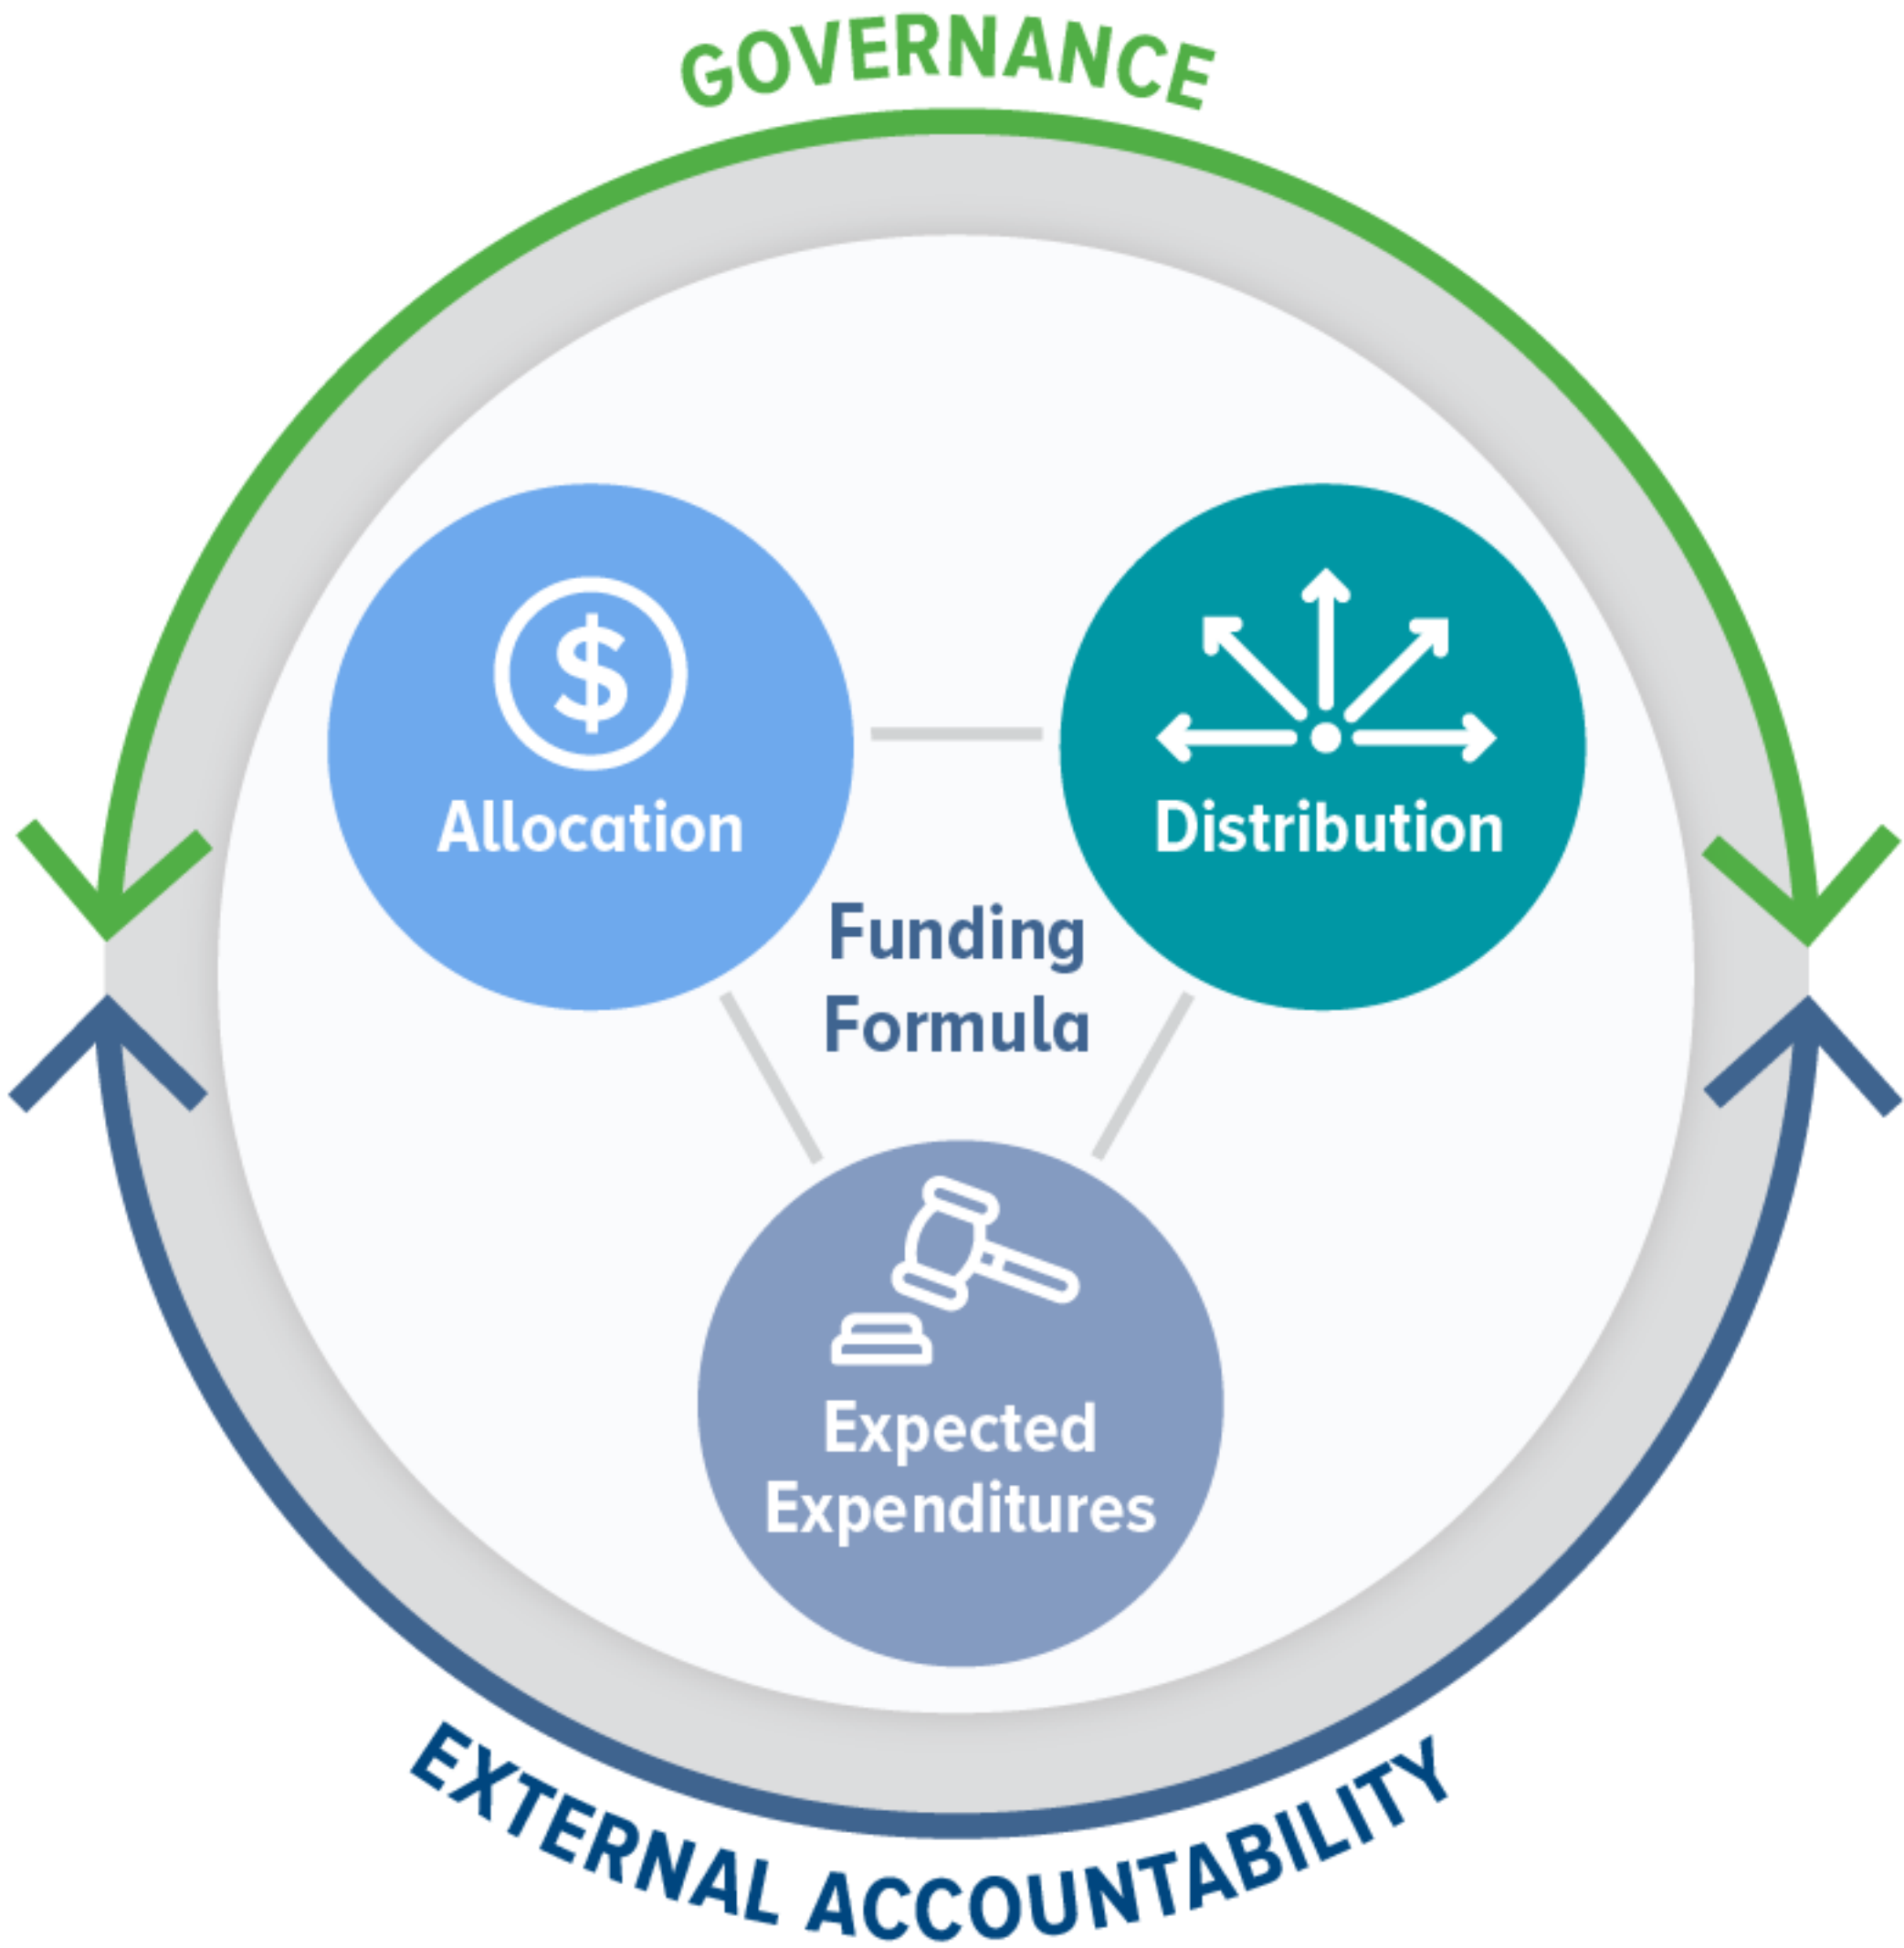 GOVERNANCE
$
Allocation
Distribution
Funding
Formula
Expected
Expenditures
EXTERNAL ACCOUNTABILITY